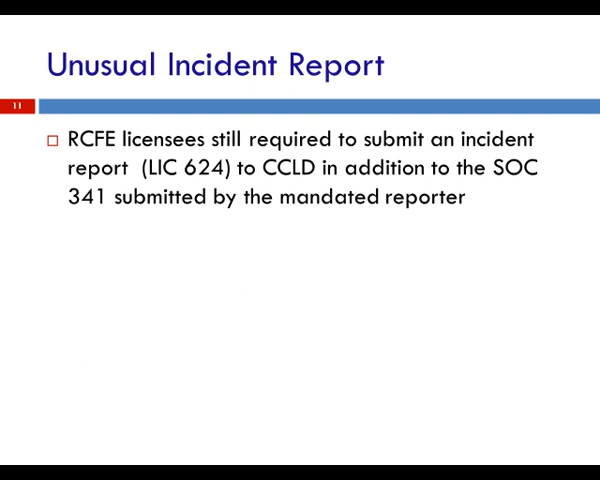 Unusual Incident Report
11
RCFE licensees still required to submit an incident
report (LIC 624) to CCLD in addition to the SOC
341 submitted by the mandated reporter